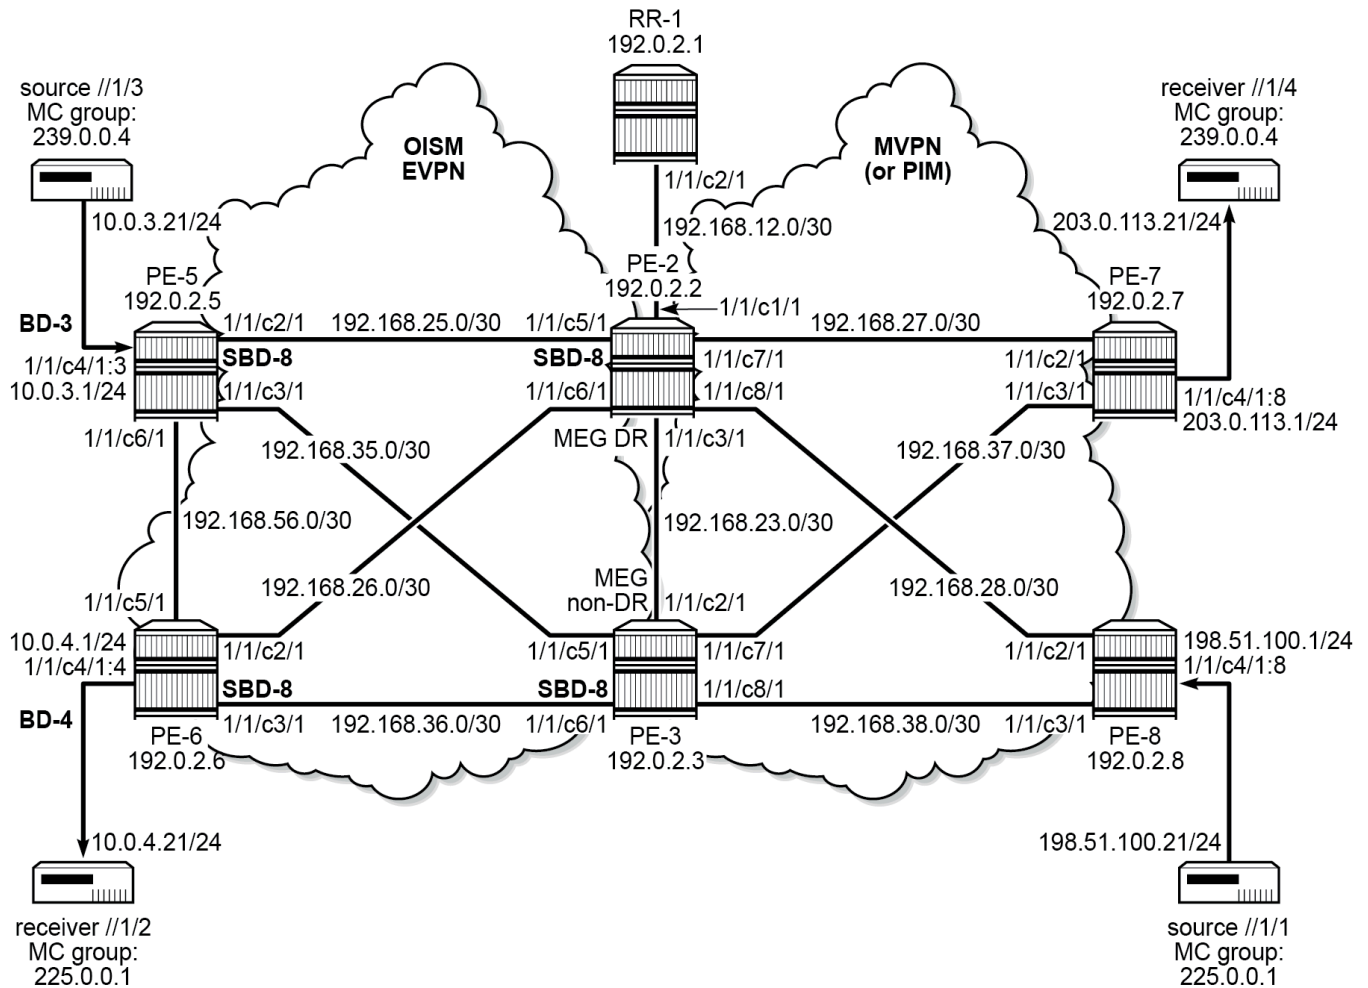 RR-1
192.0.2.1
source //1/3
MC group:
239.0.0.4
receiver //1/4
MC group:
239.0.0.4
OISM
EVPN
MVPN
(or PIM)
1/1/c2/1
10.0.3.21/24
192.168.12.0/30
203.0.113.21/24
PE-5
192.0.2.5
PE-2
192.0.2.2
PE-7
192.0.2.7
1/1/c1/1
BD-3
1/1/c2/1
192.168.25.0/30
1/1/c5/1
192.168.27.0/30
1/1/c4/1:3
10.0.3.1/24
SBD-8
SBD-8
1/1/c7/1
1/1/c2/1
1/1/c3/1
1/1/c6/1
1/1/c8/1
1/1/c3/1
1/1/c4/1:8
203.0.113.1/24
1/1/c6/1
192.168.35.0/30
MEG DR
1/1/c3/1
192.168.37.0/30
192.168.56.0/30
192.168.23.0/30
192.168.26.0/30
MEG
non-DR
192.168.28.0/30
1/1/c5/1
1/1/c2/1
10.0.4.1/24
1/1/c4/1:4
1/1/c2/1
1/1/c5/1
1/1/c7/1
1/1/c2/1
198.51.100.1/24
1/1/c4/1:8
SBD-8
SBD-8
1/1/c8/1
BD-4
1/1/c3/1
192.168.36.0/30
1/1/c6/1
192.168.38.0/30
1/1/c3/1
PE-6
192.0.2.6
PE-3
192.0.2.3
PE-8
192.0.2.8
10.0.4.21/24
198.51.100.21/24
receiver //1/2
MC group:
225.0.0.1
source //1/1
MC group:
225.0.0.1